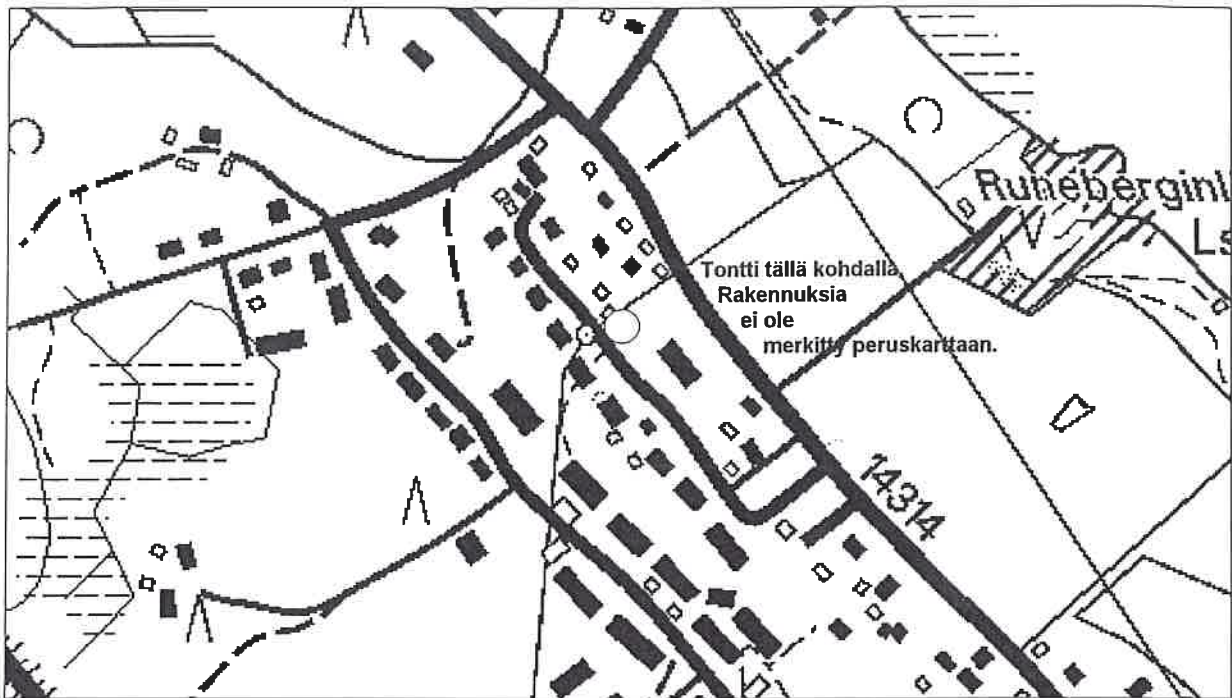 Runebergin
Tontti tällä kohdalla
Rakennuksia
ei ole
merkitty peruskarttaan.
14314